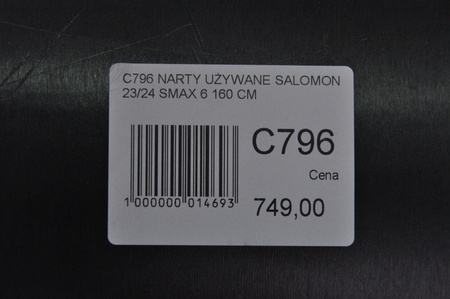 C796 NARTY UŻYWANE SALOMON
23/24 SMAX 6 160 CM
C796
Cena
1 000000 014693
749,00